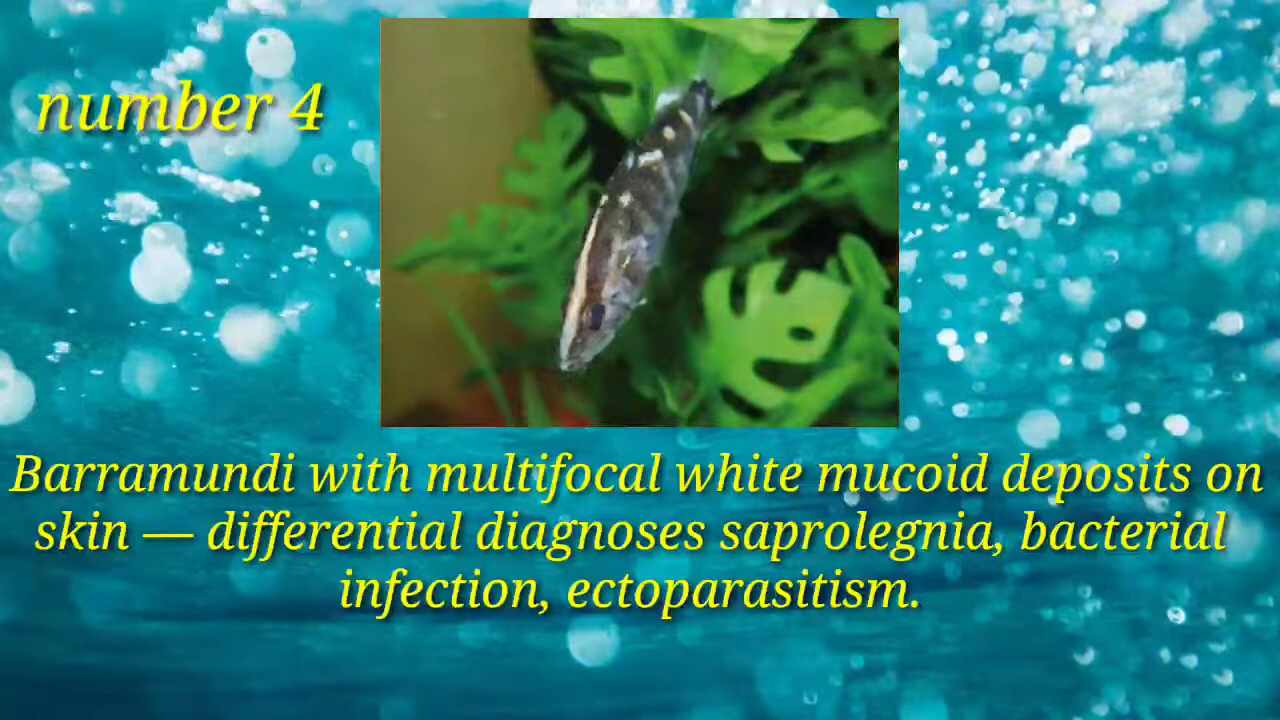 number 4
Barramundi with multifocal white mucoid deposits on
skin — differential diagnoses saprolegnia, bacterial
infection, ectoparasitism.